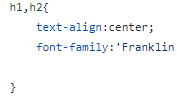 h1,h2{
text-align:center;
font-family:'Franklin
}